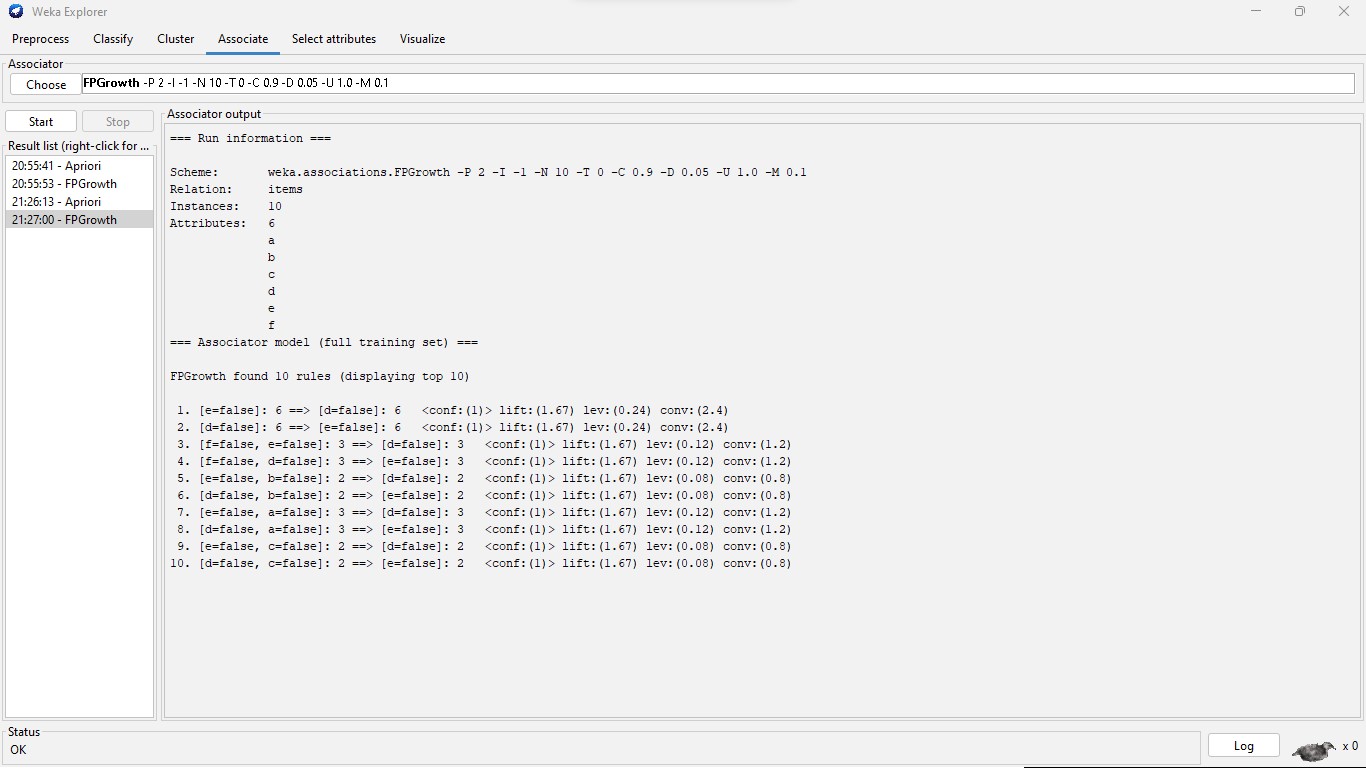 Weka Explorer
Preprocess Classify Cluster Associate Select attributes Visualize
Associator
Choose FPGrowth -P 2 -I -1 -N 10 -T 0 -C 0.9 -D 0.05 -U 1.0 -M 0.1
Start Stop
Result list (right-click for ...
20:55:41 - Apriori
20:55:53 - FPGrowth
21:26:13 - Apriori
21:27:00 - FPGrowth
Associator output
=== Run information ===
Scheme: weka.associations.FPGrowth -P 2 -I -1 -N 10 -T 0 -C 0.9 -D 0.05 -U 1.0 -M 0.1
Relation: items
Instances: 10
Attributes: 6
a
b
c
d
e
f
=== Associator model (full training set) ===
FPGrowth found 10 rules (displaying top 10)
1. [e=false]: 6 ==> [d=false]: 6 <conf:(1)> lift:(1.67) lev:(0.24) conv:(2.4)
2. [d=false]: 6 ==> [e=false]: 6 <conf:(1)> lift:(1.67) lev:(0.24) conv:(2.4)
3. [f=false, e=false]: 3 ==> [d=false]: 3 <conf:(1)> lift:(1.67) lev:(0.12) conv:(1.2)
4. [f=false, d=false]: 3 ==> [e=false]: 3 <conf:(1)> lift:(1.67) lev:(0.12) conv:(1.2)
5. [e=false, b=false]: 2 ==> [d=false]: 2 <conf:(1)> lift:(1.67) lev:(0.08) conv:(0.8)
6. [d=false, b=false]: 2 ==> [e=false]: 2 <conf:(1)> lift:(1.67) lev:(0.08) conv:(0.8)
7. [e=false, a=false]: 3 ==> [d=false]: 3 <conf:(1)> lift:(1.67) lev:(0.12) conv:(1.2)
8. [d=false, a=false]: 3 ==> [e=false]: 3 <conf:(1)> lift:(1.67) lev:(0.12) conv:(1.2)
9. [e=false, c=false]: 2 ==> [d=false]: 2 <conf:(1)> lift:(1.67) lev:(0.08) conv:(0.8)
10. [d=false, c=false]: 2 ==> [e=false]: 2 <conf:(1)> lift:(1.67) lev:(0.08) conv:(0.8)
Status
OK
Log x 0